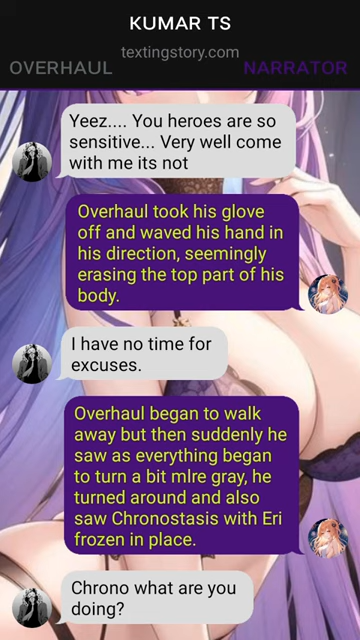 KUMAR TS
textingstory.com
OVERHAUL NARRATOR
Yeez.... You heroes are so
sensitive... Very well come
with me its not
Overhaul took his glove
off and waved his hand in
his direction, seemingly
erasing the top part of his
body.
I have no time for
excuses.
Overhaul began to walk
away but then suddenly he
saw as everything began
to turn a bit mlre gray, he
turned around and also
saw Chronostasis with Eri
frozen in place.
Chrono what are you
doing?